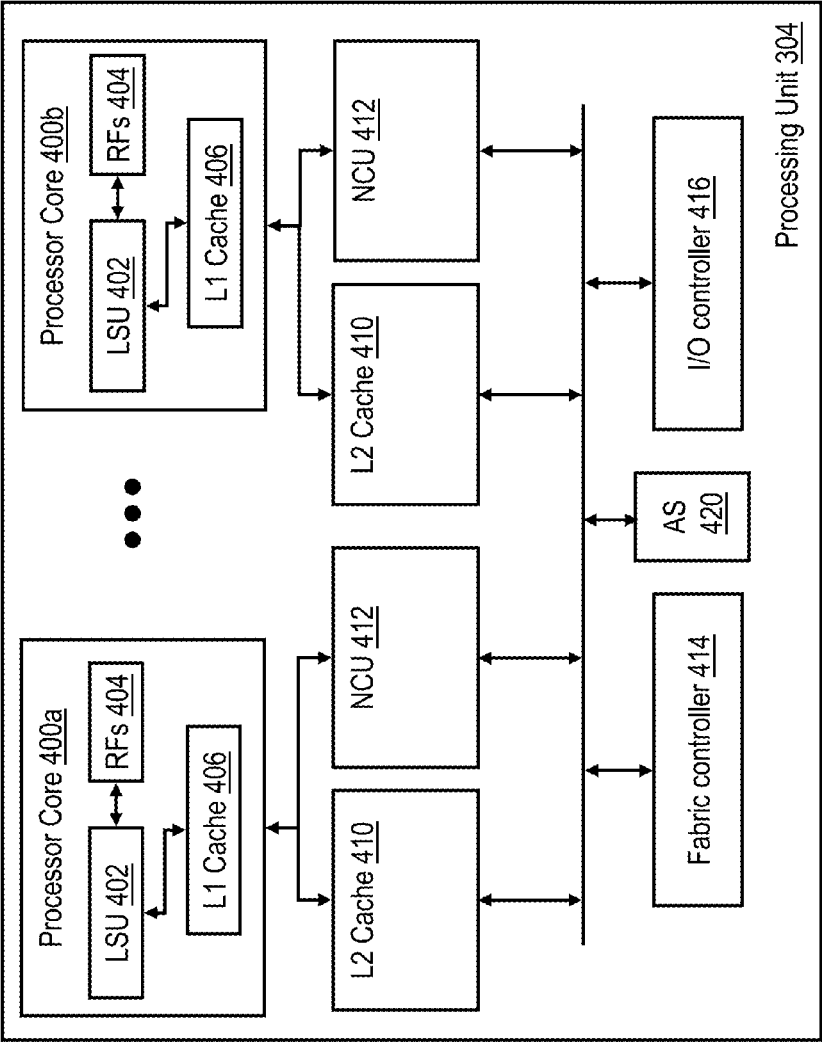 Processor Core 400a
LSU 402
RFs 404
L1 Cache 406
Processor Core 400b
LSU 402
RFs 404
L1 Cache 406
L2 Cache 410
NCU 412
L2 Cache 410
NCU 412
Fabric controller 414
AS
420
I/O controller 416
Processing Unit 304